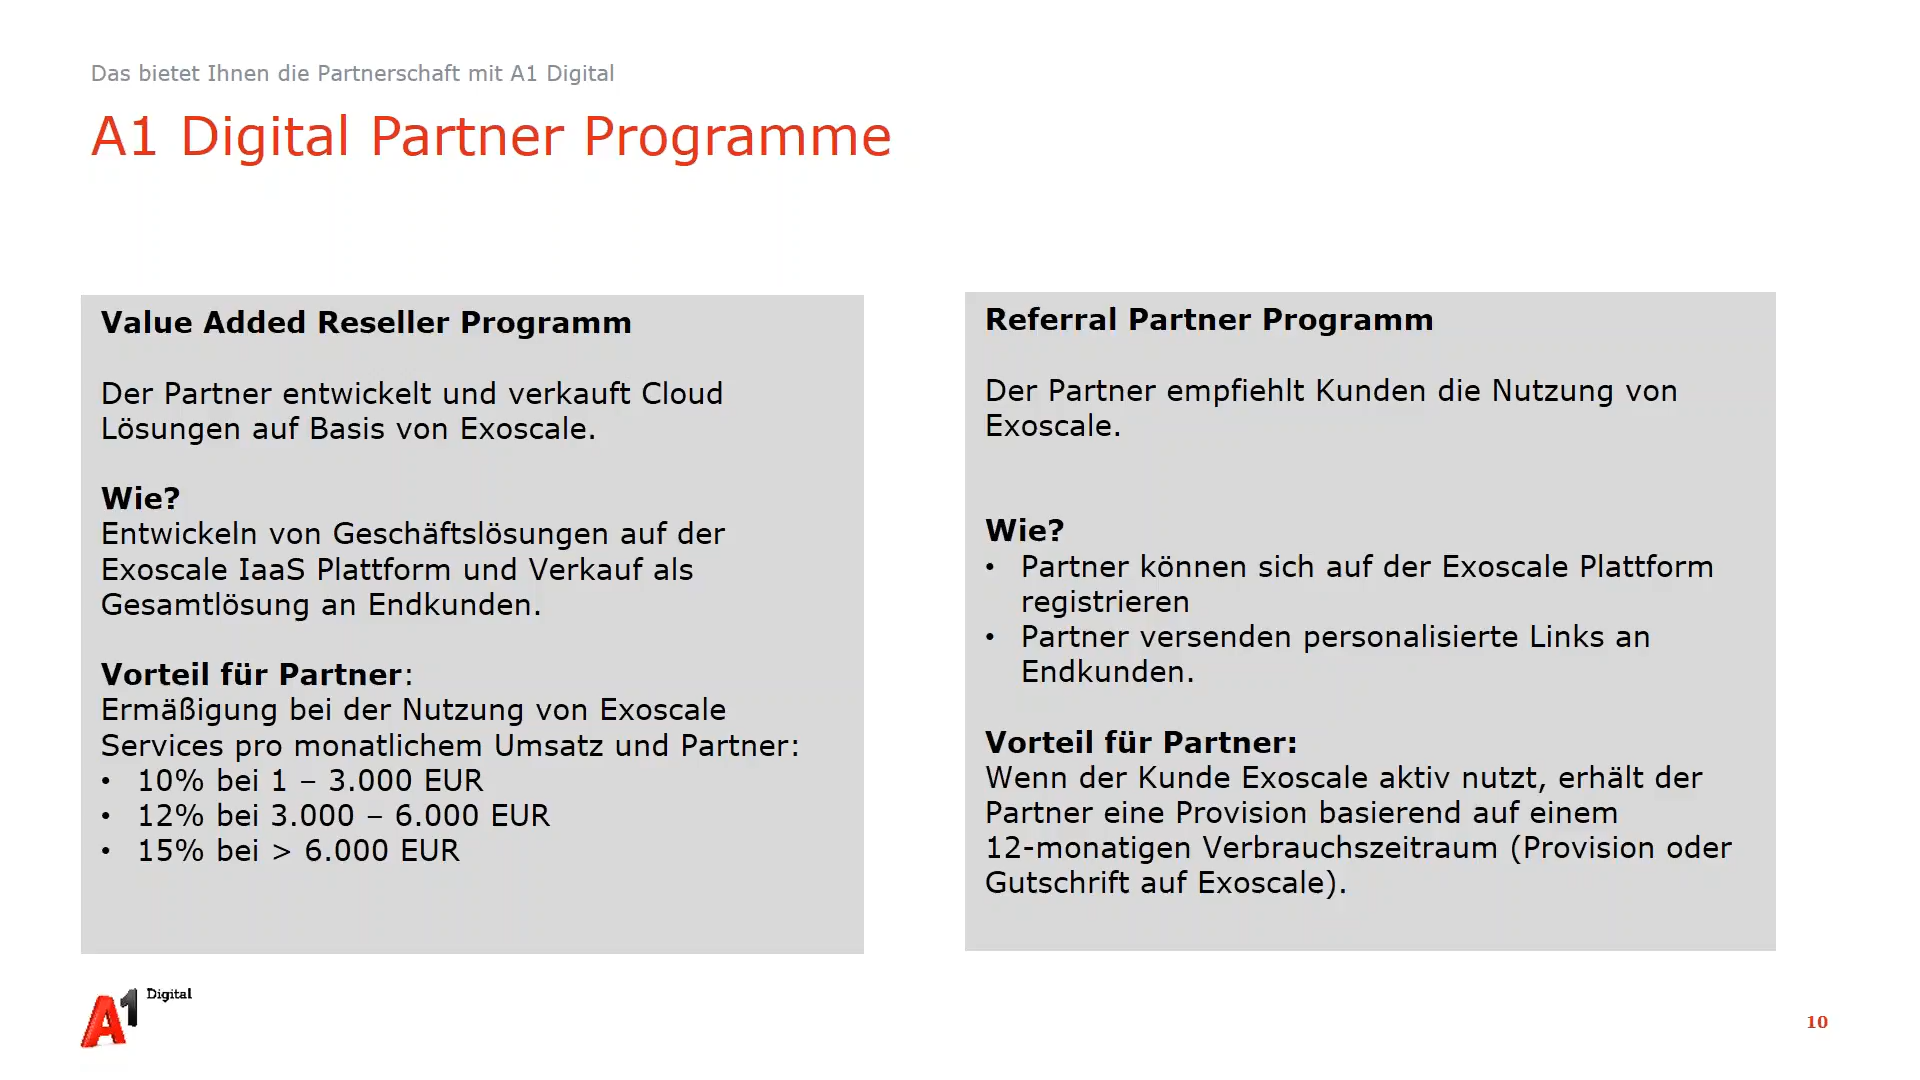 Das bietet Ihnen die Partnerschaft mit A1 Digital
A1 Digital Partner Programme
Value Added Reseller Programm
Der Partner entwickelt und verkauft Cloud
Lösungen auf Basis von Exoscale.
Wie?
Entwickeln von Geschäftslösungen auf der
Exoscale IaaS Plattform und Verkauf als
Gesamtlösung an Endkunden.
Vorteil für Partner:
Ermäßigung bei der Nutzung von Exoscale
Services pro monatlichem Umsatz und Partner:
• 10% bei 1 – 3.000 EUR
• 12% bei 3.000 – 6.000 EUR
• 15% bei > 6.000 EUR
Referral Partner Programm
Der Partner empfiehlt Kunden die Nutzung von
Exoscale.
Wie?
• Partner können sich auf der Exoscale Plattform
registrieren
• Partner versenden personalisierte Links an
Endkunden.
Vorteil für Partner:
Wenn der Kunde Exoscale aktiv nutzt, erhält der
Partner eine Provision basierend auf einem
12-monatigen Verbrauchszeitraum (Provision oder
Gutschrift auf Exoscale).
A1 Digital
10